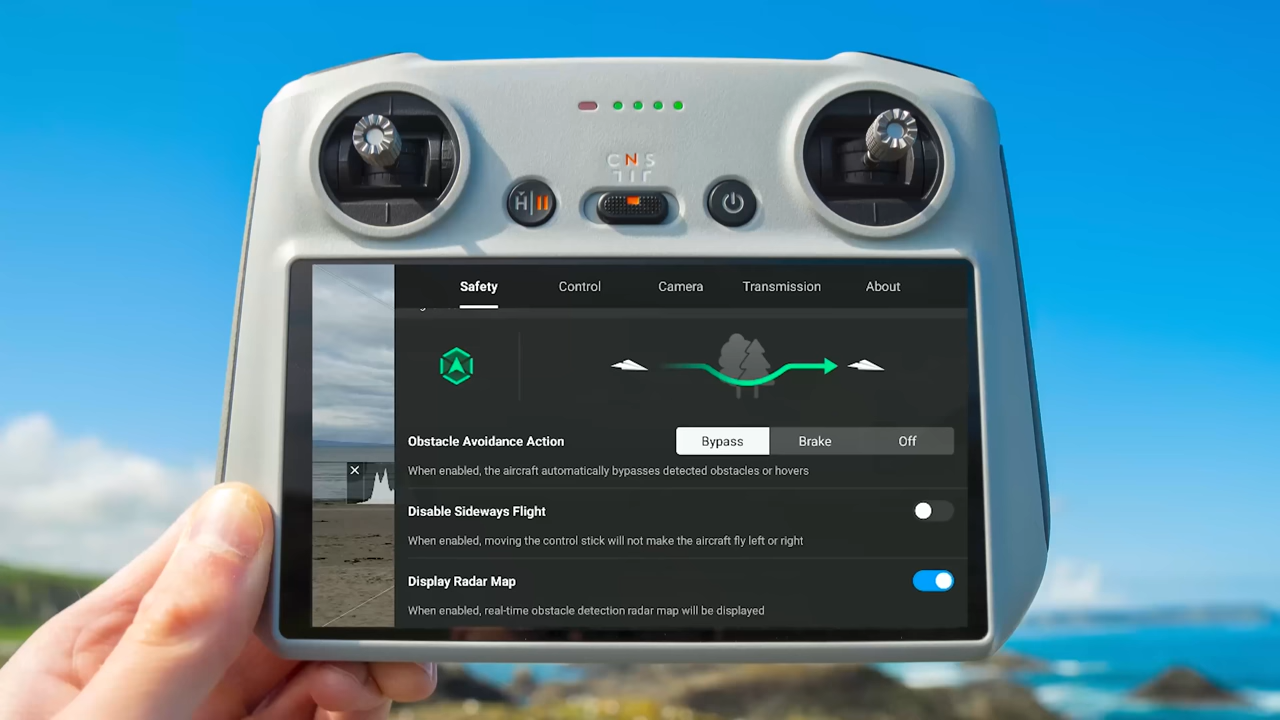 C N S
H
Safety Control Camera Transmission About
Obstacle Avoidance Action Bypass Brake Off
When enabled, the aircraft automatically bypasses detected obstacles or hovers
Disable Sideways Flight
When enabled, moving the control stick will not make the aircraft fly left or right
Display Radar Map
When enabled, real-time obstacle detection radar map will be displayed